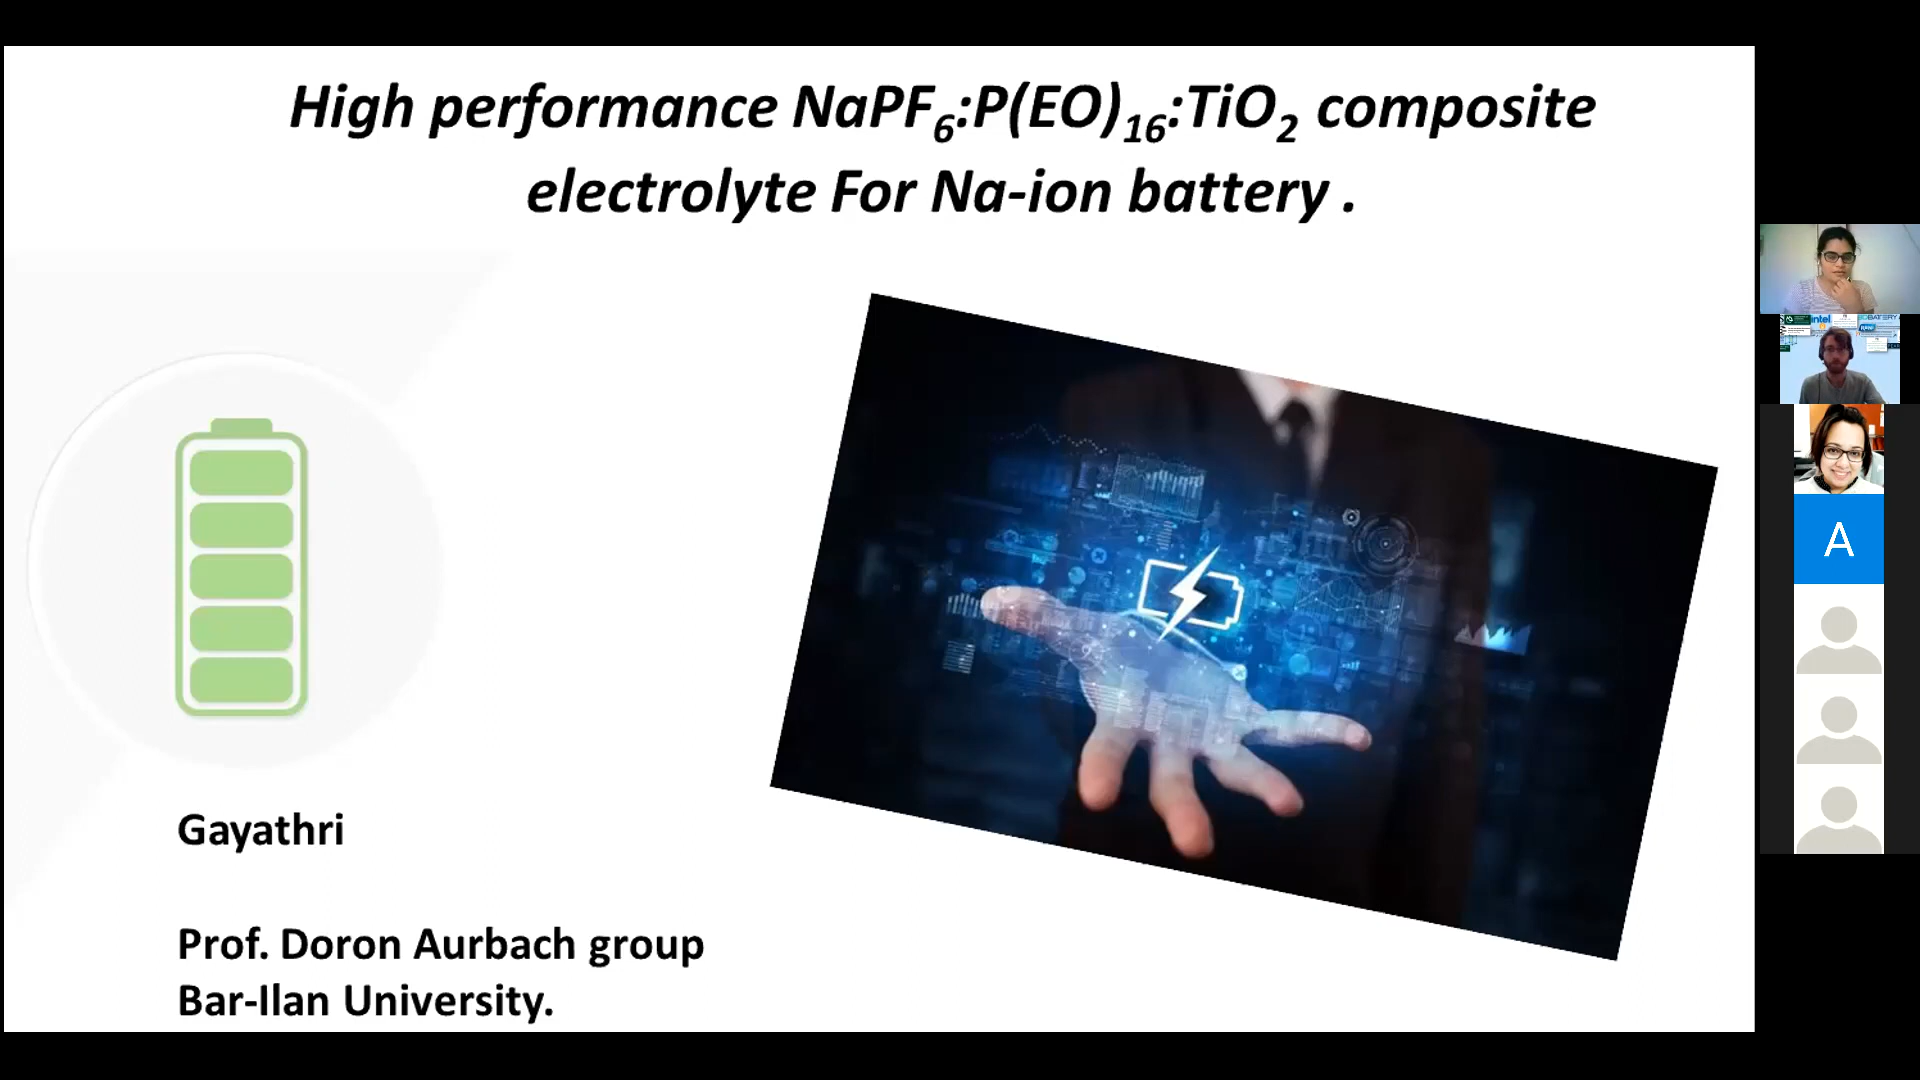 High performance NaPF6:P(EO)16:TiO2 composite
electrolyte For Na-ion battery .
Gayathri
Prof. Doron Aurbach group
Bar-Ilan University.
intel
A